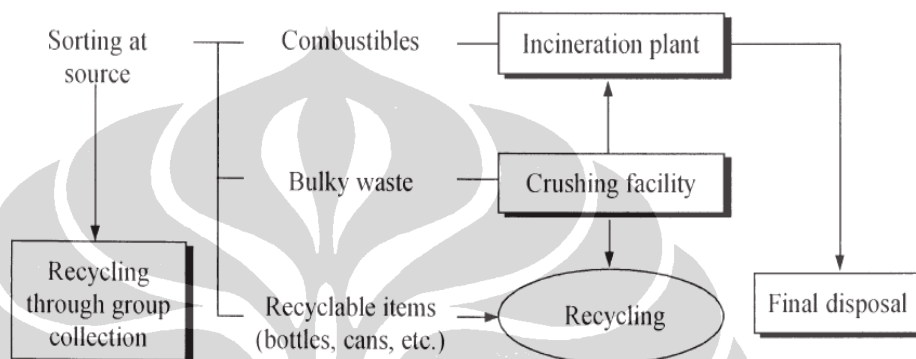 Sorting at
source
Combustibles
Incineration plant
Bulky waste
Crushing facility
Recycling
through group
collection
Recyclable items
(bottles, cans, etc.)
Recycling
Final disposal